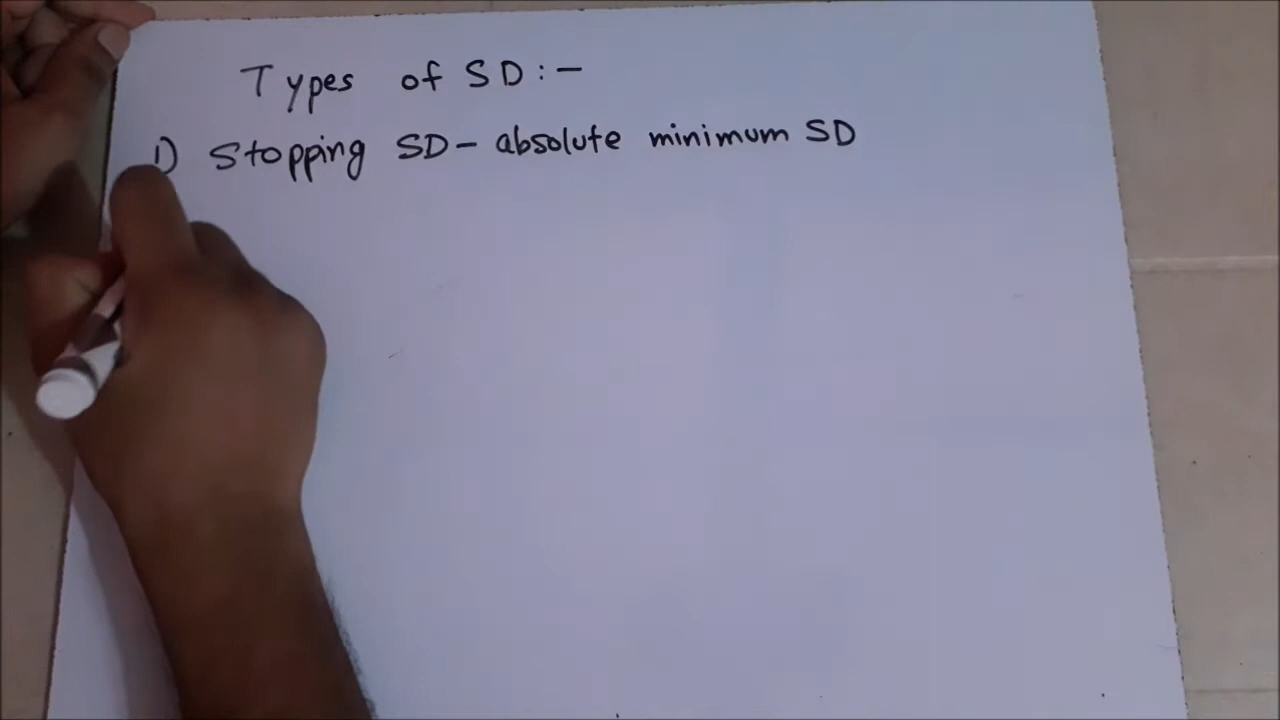 Types of SD:-
1) Stopping SD- absolute minimum SD